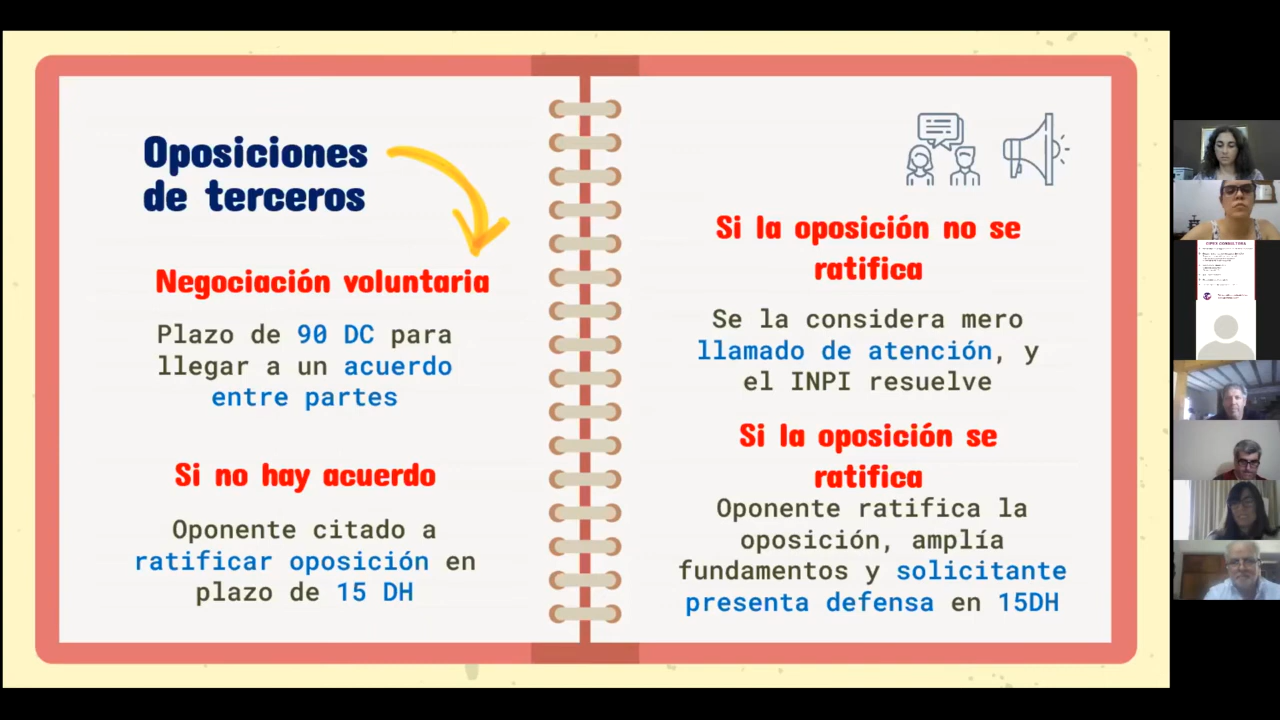 Oposiciones
de terceros
Negociación voluntaria
Plazo de 90 DC para
llegar a un acuerdo
entre partes
Si no hay acuerdo
Oponente citado a
ratificar oposición en
plazo de 15 DH
Si la oposición no se
ratifica
Se la considera mero
llamado de atención, y
el INPI resuelve
Si la oposición se
ratifica
Oponente ratifica la
oposición, amplía
fundamentos y solicitante
presenta defensa en 15DH